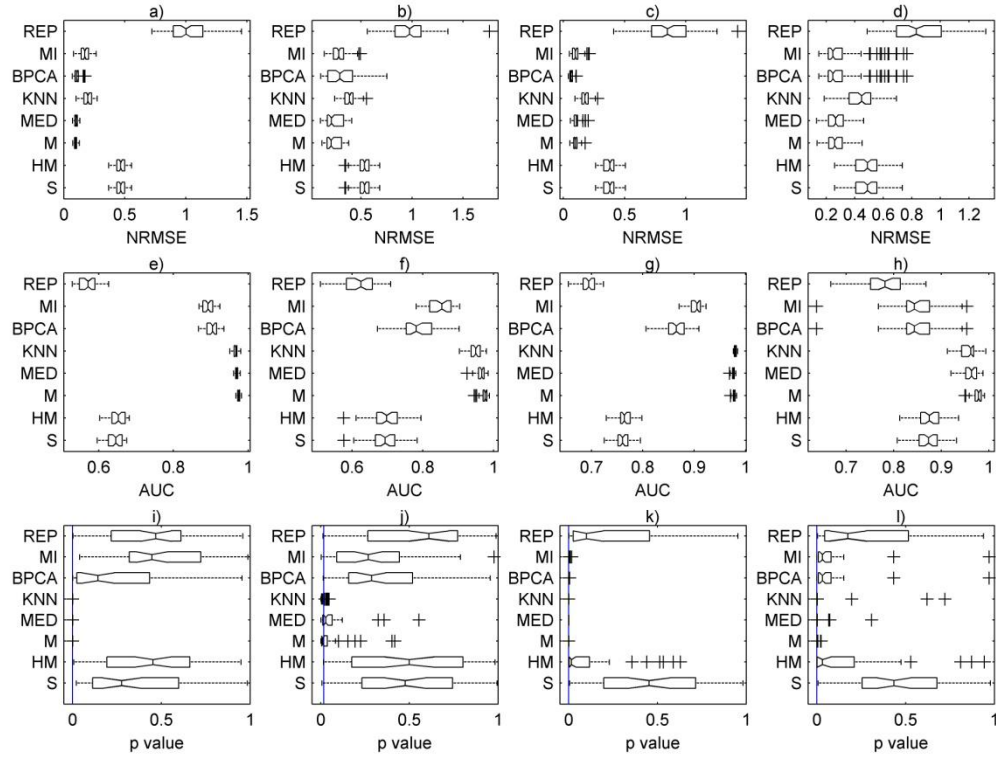 a)
REP
MI
BPCA
KNN
MED
M
HM
S
0 0.5 1 1.5
NRMSE
b)
REP
MI
BPCA
KNN
MED
M
HM
S
0.5 1 1.5
NRMSE
c)
REP
MI
BPCA
KNN
MED
M
HM
S
0 0.5 1
NRMSE
d)
REP
MI
BPCA
KNN
MED
M
HM
S
0.2 0.4 0.6 0.8 1 1.2
NRMSE
e)
REP
MI
BPCA
KNN
MED
M
HM
S
0.6 0.8 1
AUC
f)
REP
MI
BPCA
KNN
MED
M
HM
S
0.6 0.8 1
AUC
g)
REP
MI
BPCA
KNN
MED
M
HM
S
0.7 0.8 0.9 1
AUC
h)
REP
MI
BPCA
KNN
MED
M
HM
S
0.7 0.8 0.9 1
AUC
i)
REP
MI
BPCA
KNN
MED
M
HM
S
0 0.5 1
p value
j)
REP
MI
BPCA
KNN
MED
M
HM
S
0 0.5 1
p value
k)
REP
MI
BPCA
KNN
MED
M
HM
S
0 0.5 1
p value
l)
REP
MI
BPCA
KNN
MED
M
HM
S
0 0.5 1
p value